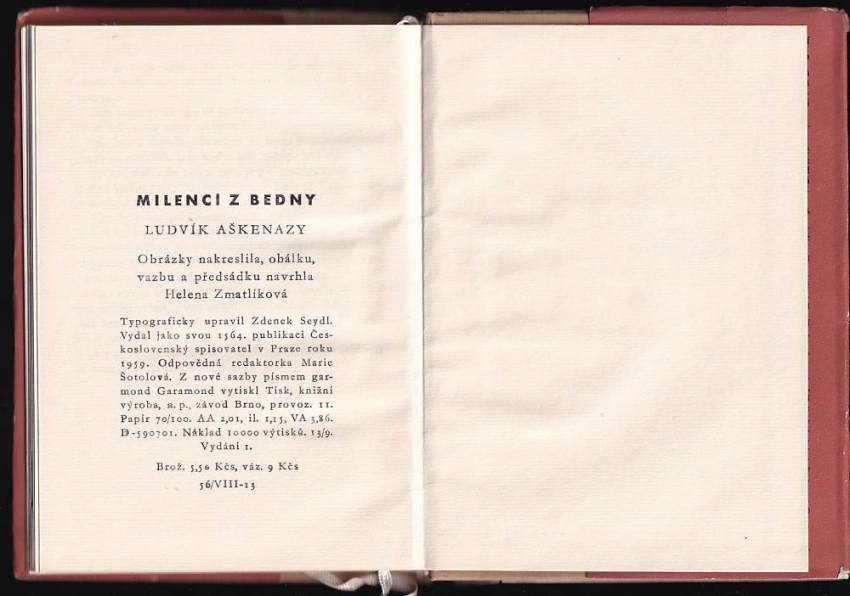 MILENCI Z BEDNY
LUDVÍK AŠKENAZY
Obrázky nakreslila, obálku,
vazbu a předsádku navrhla
Helena Zmatlíková
Typograficky upravil Zdenek Seydl.
Vydal jako svou 1564. publikaci Čes-
koslovenský spisovatel v Praze roku
1959. Odpovědná redaktorka Marie
Šotolová. Z nové sazby písmem gar-
mond Garamond vytiskl Tisk, knižní
výroba, n. p., závod Brno, provoz. 11.
Papír 70/100. AA 2,01, il. 1,15, VA 3,86.
D-590701. Náklad 10000 výtisků. 13/9.
Vydání 1.
Brož. 5,50 Kčs, váz. 9 Kčs
56/VIII-13